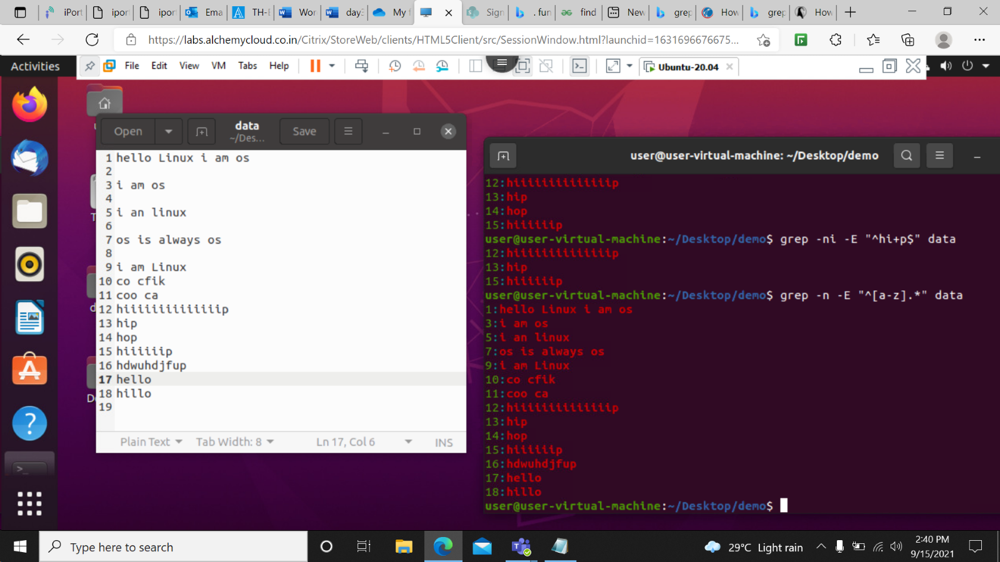 iPort
ipor
ipor
Ema
TH-E
Wor
day3
My f
Sign
. fun
find
New
grep
How
grep
How
https://labs.alchemycloud.co.in/Citrix/StoreWeb/clients/HTML5Client/src/SessionWindow.html?launchid=1631696676675...
Activities
File Edit View VM Tabs Help
Ubuntu-20.04
Open
data
~/Des...
Save
1 hello Linux i am os
2
3 i am os
4
5 i an linux
6
7 os is always os
8
9 i am Linux
10 co cfik
11 coo ca
12 hiiiiiiiiiiiiiip
13 hip
14 hop
15 hiiiiiip
16 hdwuhdjfup
17 hello
18 hillo
19
Plain Text Tab Width: 8 Ln 17, Col 6 INS
user@user-virtual-machine: ~/Desktop/demo
12:hiiiiiiiiiiiiiip
13:hip
14:hop
15:hiiiiiip
user@user-virtual-machine:~/Desktop/demo$ grep -ni -E "^hi+p$" data
12:hiiiiiiiiiiiiiip
13:hip
15:hiiiiiip
user@user-virtual-machine:~/Desktop/demo$ grep -n -E "^[a-z].*" data
1:hello Linux i am os
3:i am os
5:i an linux
7:os is always os
9:i am Linux
10:co cfik
11:coo ca
12:hiiiiiiiiiiiiiip
13:hip
14:hop
15:hiiiiiip
16:hdwuhdjfup
17:hello
18:hillo
user@user-virtual-machine:~/Desktop/demo$
Type here to search
29°C Light rain
2:40 PM
9/15/2021